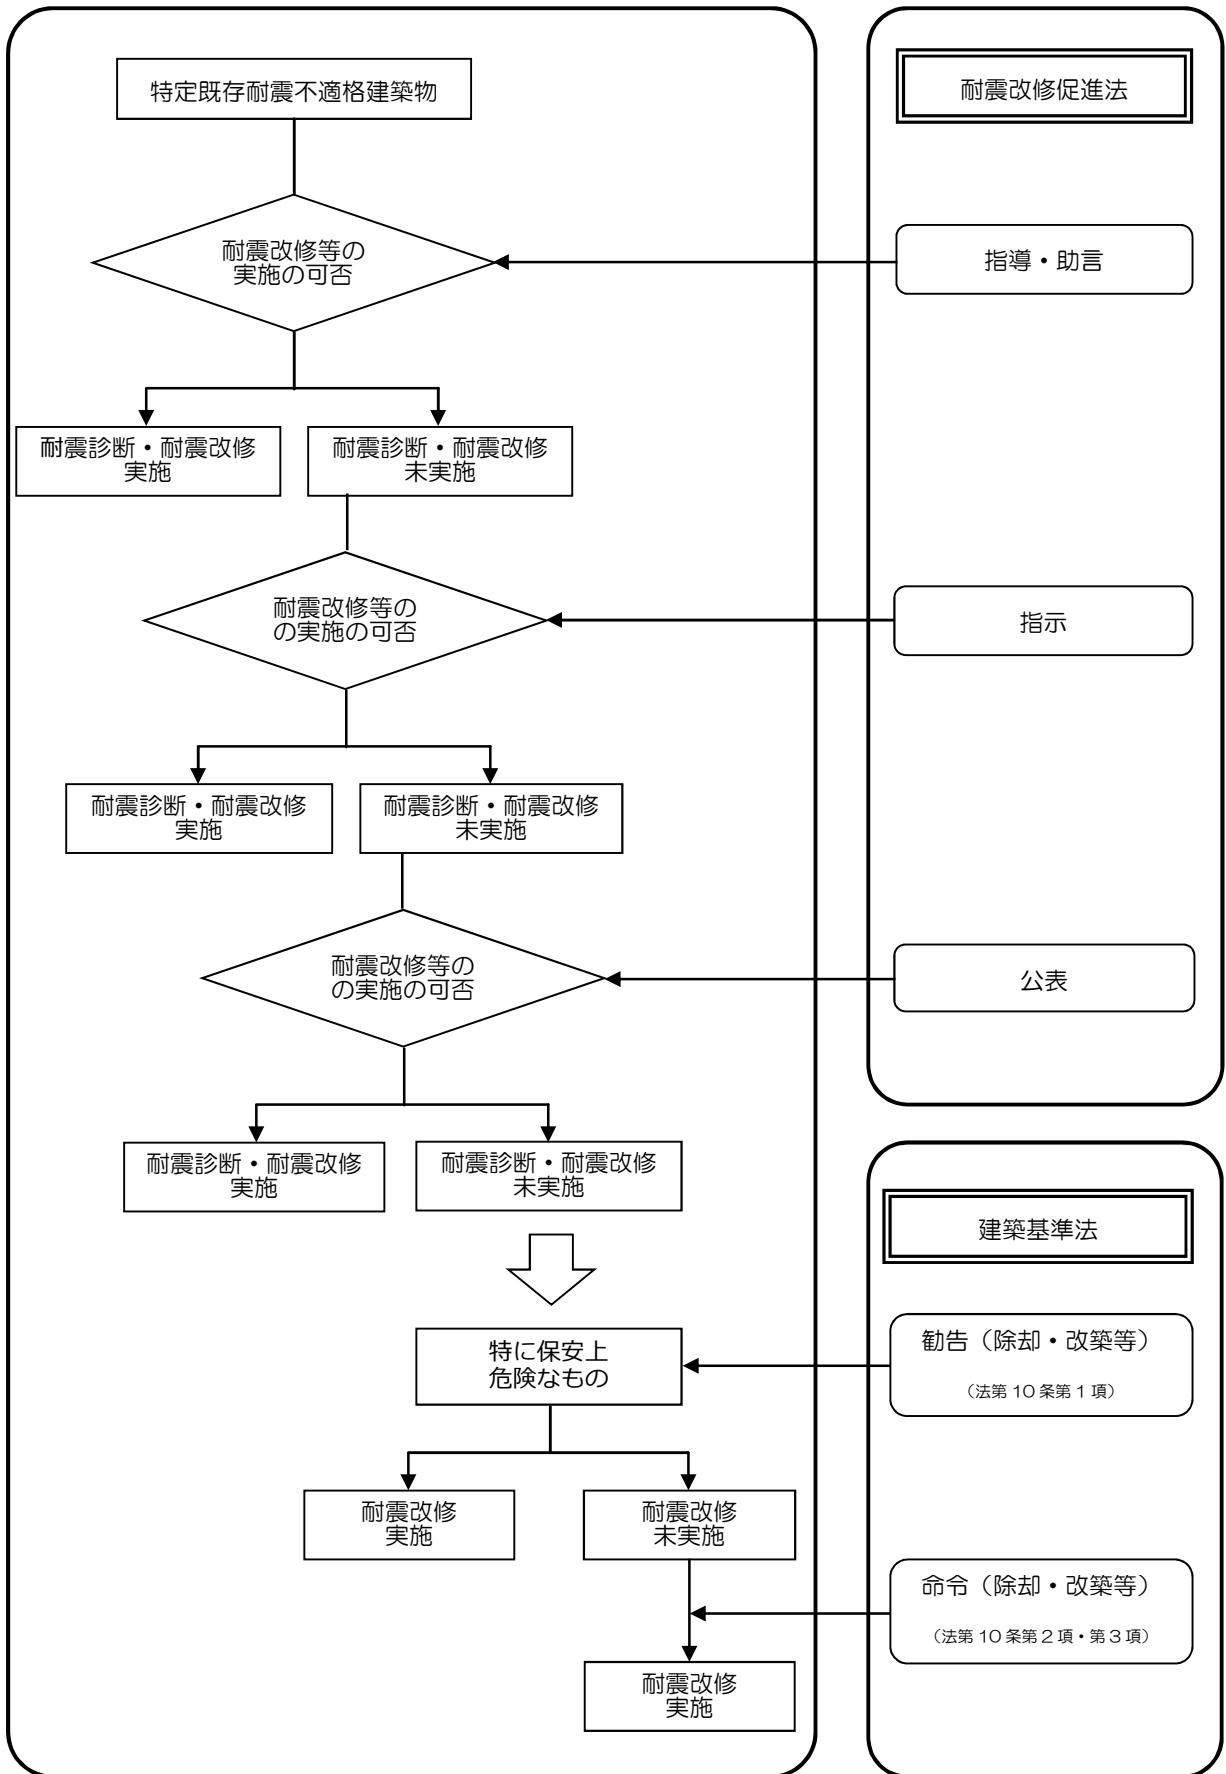 特定既存耐震不適格建築物
耐震改修促進法
耐震改修等の
実施の可否
指導・助言
耐震診断・耐震改修
実施
耐震診断・耐震改修
未実施
耐震改修等の
の実施の可否
指示
耐震診断・耐震改修
実施
耐震診断・耐震改修
未実施
耐震改修等の
の実施の可否
公表
耐震診断・耐震改修
実施
耐震診断・耐震改修
未実施
建築基準法
特に保安上
危険なもの
勧告（除却・改築等）
（法第10条第1項）
耐震改修
実施
耐震改修
未実施
命令（除却・改築等）
（法第10条第2項・第3項）
耐震改修
実施